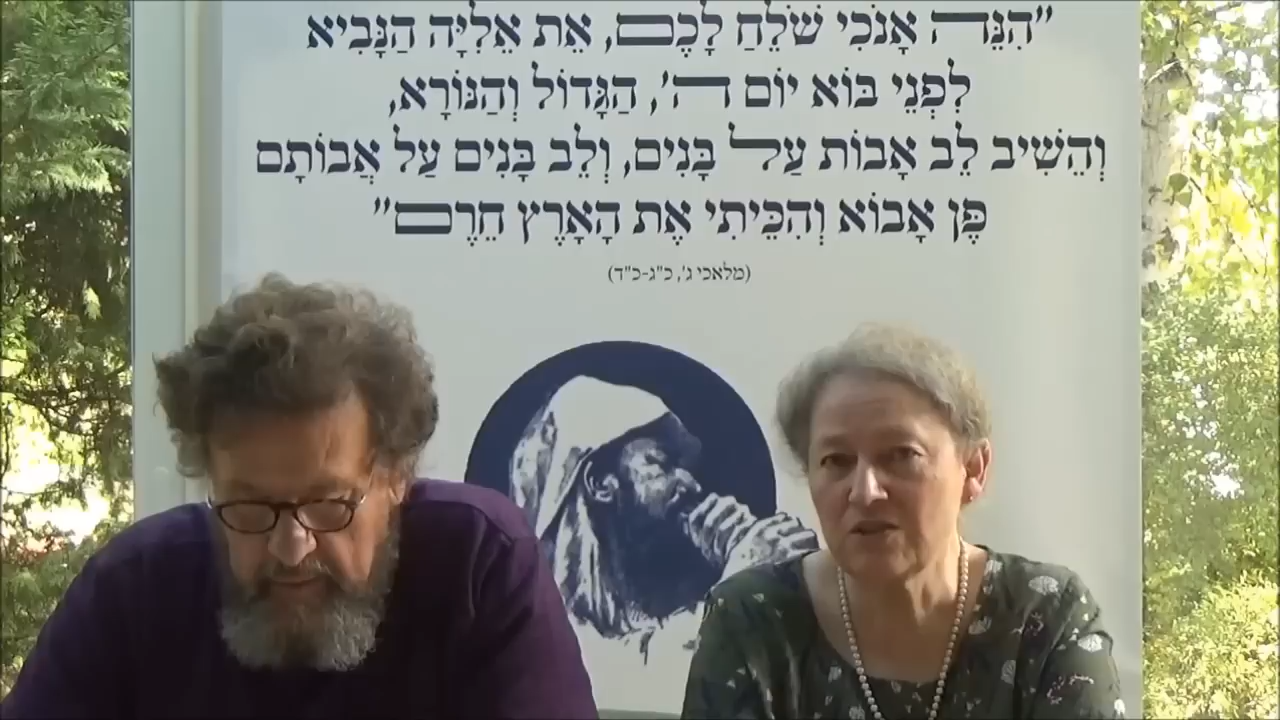 "הִנֵּה אָנֹכִי שֹׁלֵחַ לָכֶם, אֵת אֵלִיָּה הַנָּבִיא
לִפְנֵי בּוֹא יוֹם ה', הַגָּדוֹל וְהַנּוֹרָא,
וְהֵשִׁיב לֵב אָבוֹת עַל בָּנִים, וְלֵב בָּנִים עַל אֲבוֹתָם
פֶּן אָבוֹא וְהִכֵּיתִי אֶת הָאָרֶץ חֵרֶם"
(מלאכי ג', כ"ג-כ"ד)